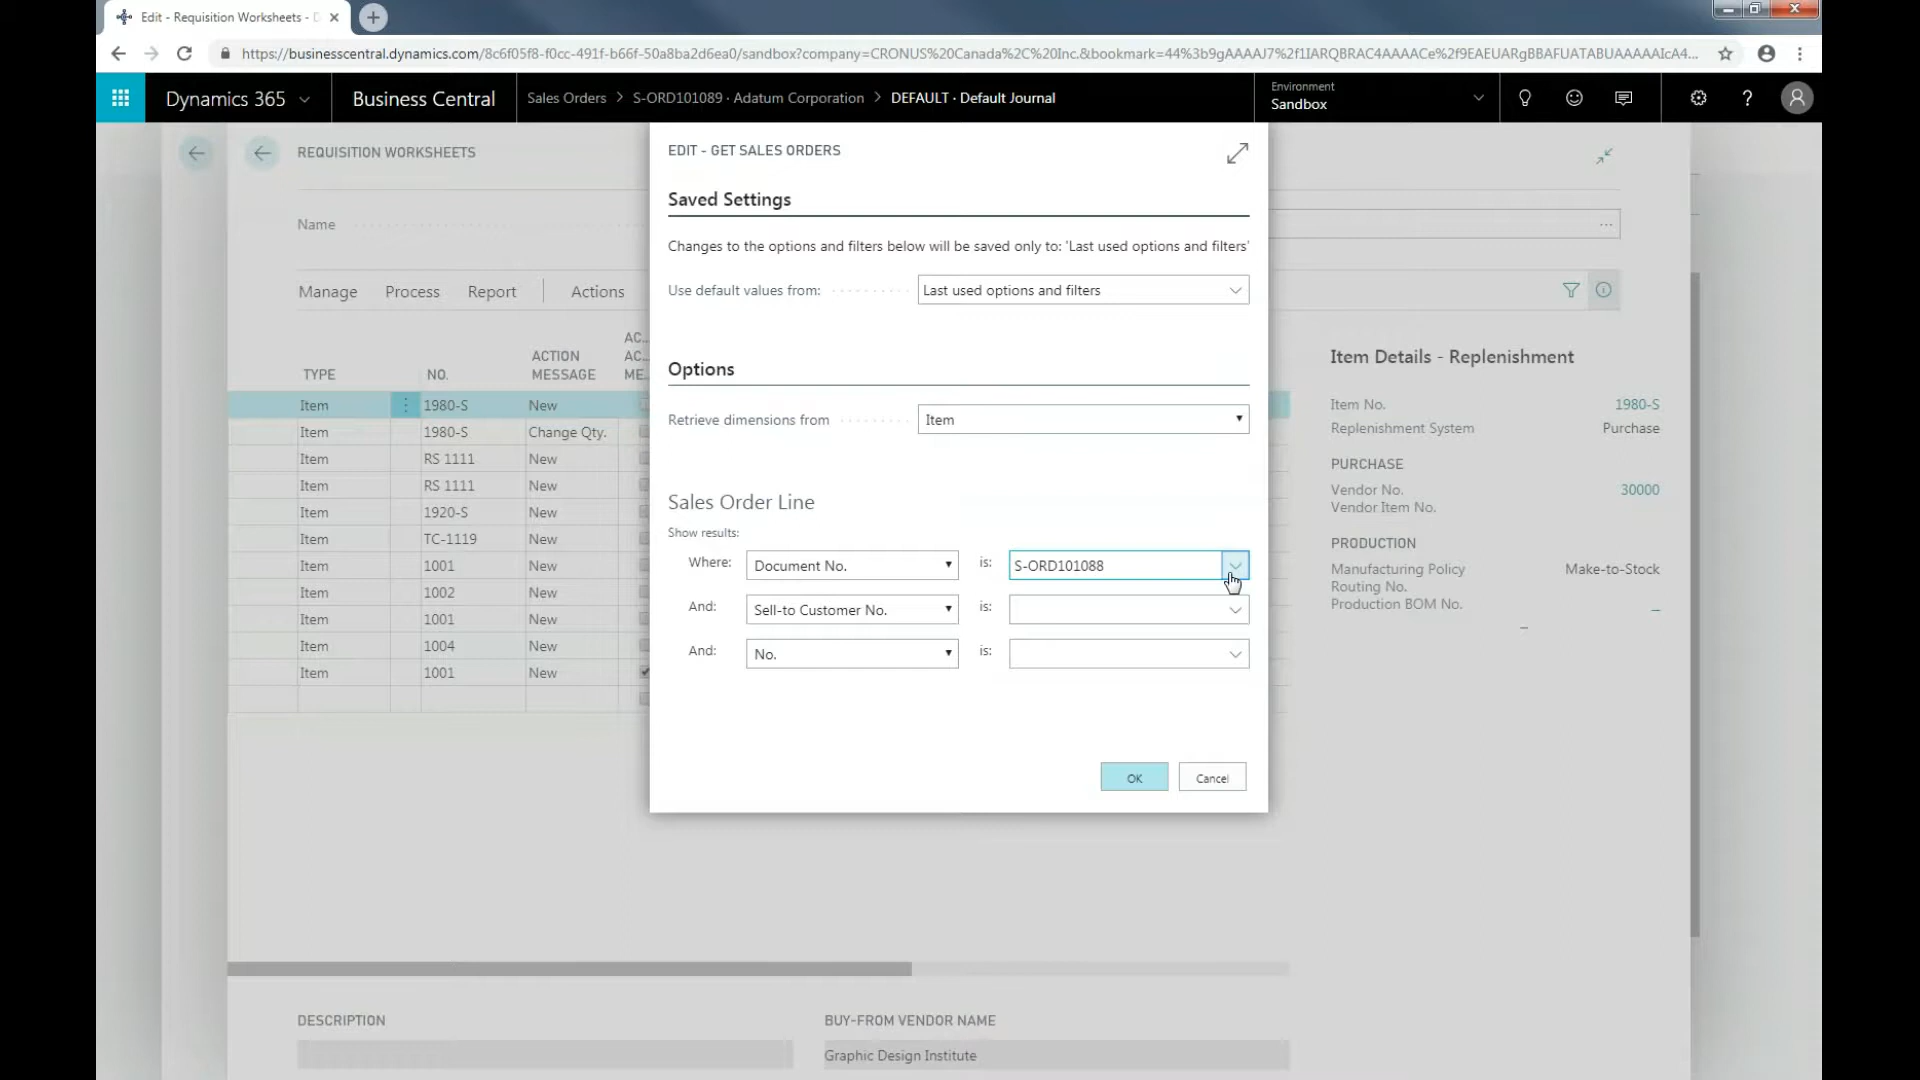 Edit - Requisition Worksheets - D
https://businesscentral.dynamics.com/8c6f05f8-f0cc-491f-b66f-50a8ba2d6ea0/sandbox?company=CRONUS%20Canada%2C%20Inc.&bookmark=44%3b9gAAAAJ7%2f1IARQBRAC4AAAACe%2f9EAEUARgBBAFUATABUAAAAAIcA4...
Dynamics 365
Business Central
Sales Orders > S-ORD101089 · Adatum Corporation > DEFAULT · Default Journal
Environment
Sandbox
REQUISITION WORKSHEETS
Name
Manage Process Report Actions
TYPE NO. ACTION MESSAGE AC... AC... ME...
Item 1980-S New
Item 1980-S Change Qty.
Item RS 1111 New
Item RS 1111 New
Item 1920-S New
Item TC-1119 New
Item 1001 New
Item 1002 New
Item 1001 New
Item 1004 New
Item 1001 New
EDIT - GET SALES ORDERS
Saved Settings
Changes to the options and filters below will be saved only to: 'Last used options and filters'
Use default values from: Last used options and filters
Options
Retrieve dimensions from Item
Sales Order Line
Show results:
Where: Document No. is: S-ORD101088
And: Sell-to Customer No. is:
And: No. is:
OK Cancel
Item Details - Replenishment
Item No. 1980-S
Replenishment System Purchase
PURCHASE
Vendor No. 30000
Vendor Item No.
PRODUCTION
Manufacturing Policy Make-to-Stock
Routing No.
Production BOM No. _
_
DESCRIPTION
BUY-FROM VENDOR NAME
Graphic Design Institute